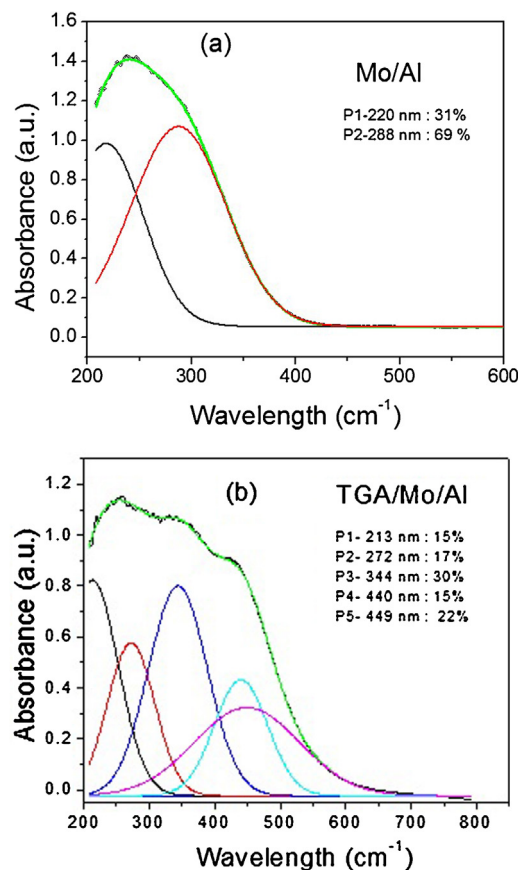 (a)
Mo/Al
P1-220 nm : 31%
P2-288 nm : 69 %
Absorbance (a.u.)
1.6
1.4
1.2
1.0
0.8
0.6
0.4
0.2
0.0
200 300 400 500 600
Wavelength (cm⁻¹)
(b)
TGA/Mo/Al
P1- 213 nm : 15%
P2- 272 nm : 17%
P3- 344 nm : 30%
P4- 440 nm : 15%
P5- 449 nm : 22%
Absorbance (a.u.)
1.2
1.0
0.8
0.6
0.4
0.2
0.0
200 300 400 500 600 700 800
Wavelength (cm⁻¹)